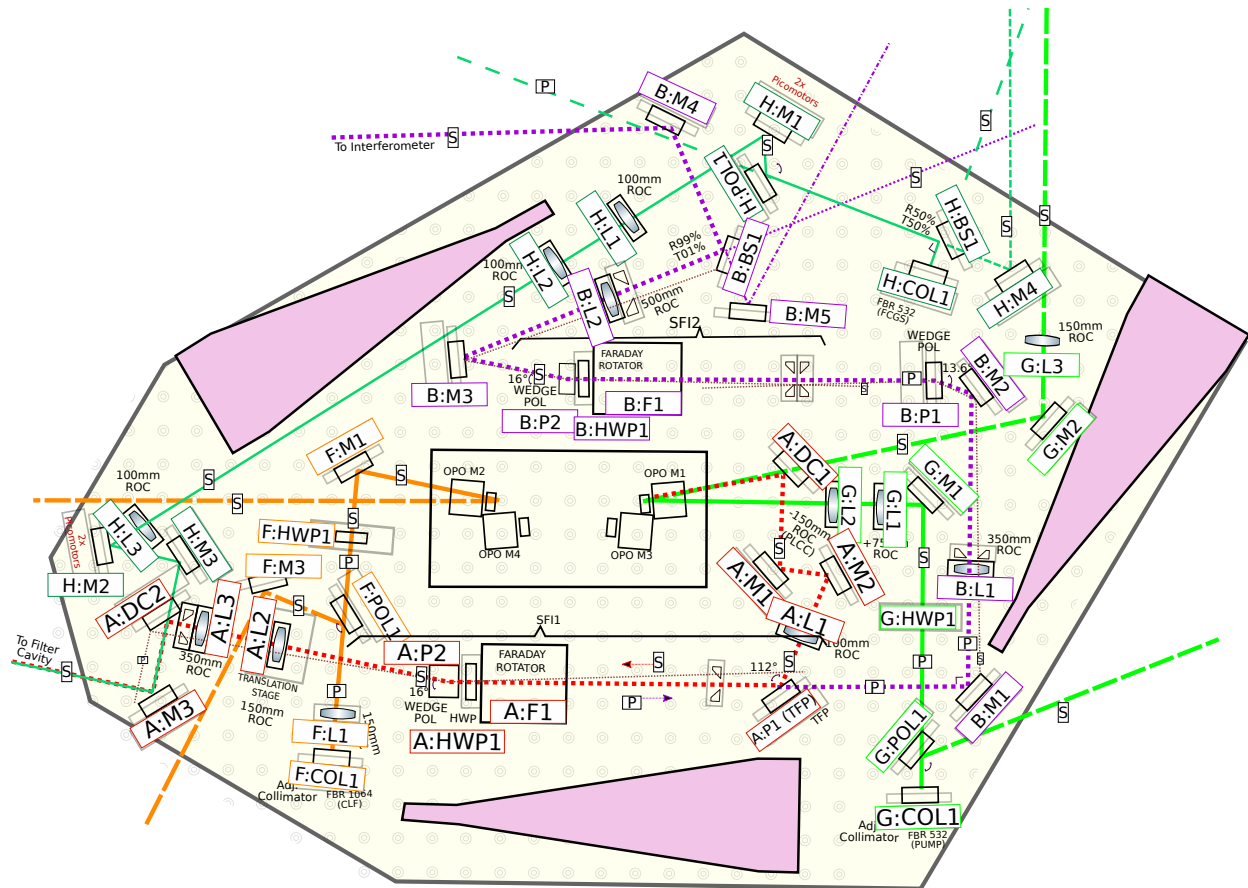 P
B:M4
2x
Picomotors
H:M1
S
To Interferometer
S
S
S
H:POL1
100mm
ROC
S
H:L1
R50%
T50%
H:BS1
S
S
R99%
T01%
B:BS1
H:L2
100mm
ROC
S
B:L2
500mm
ROC
H:COL1
FBR 532
(FCGS)
H:M4
B:M5
SFI2
150mm
ROC
G:L3
WEDGE
POL
FARADAY
ROTATOR
B:M3
16°
S
WEDGE
POL
B:F1
B:P2
B:HWP1
S
P
13.6°
B:M2
B:P1
G:M2
F:M1
S
S
A:DC1
OPO M2
OPO M1
OPO M4
OPO M3
S
S
S
G:L2
G:L1
G:M1
-150mm
ROC
(PLCC)
+75
ROC
100mm
ROC
H:L3
2x
Picomotors
H:M3
H:M2
F:HWP1
P
F:M3
S
F:POL1
S
A:M1
A:M2
S
350mm
ROC
B:L1
A:DC2
A:L3
A:L2
350mm
ROC
P
TRANSLATION
STAGE
150mm
ROC
SFI1
A:L1
100mm
ROC
G:HWP1
P
P
S
To Filter
Cavity
S
A:M3
A:P2
S
16°
WEDGE
POL
HWP
FARADAY
ROTATOR
A:F1
A:HWP1
S
P
S
112°
P
A:P1 (TFP)
TFP
B:M1
S
P
F:L1
150mm
F:COL1
Adj.
Collimator
FBR 1064
(CLF)
G:POL1
G:COL1
Adj.
Collimator
FBR 532
(PUMP)